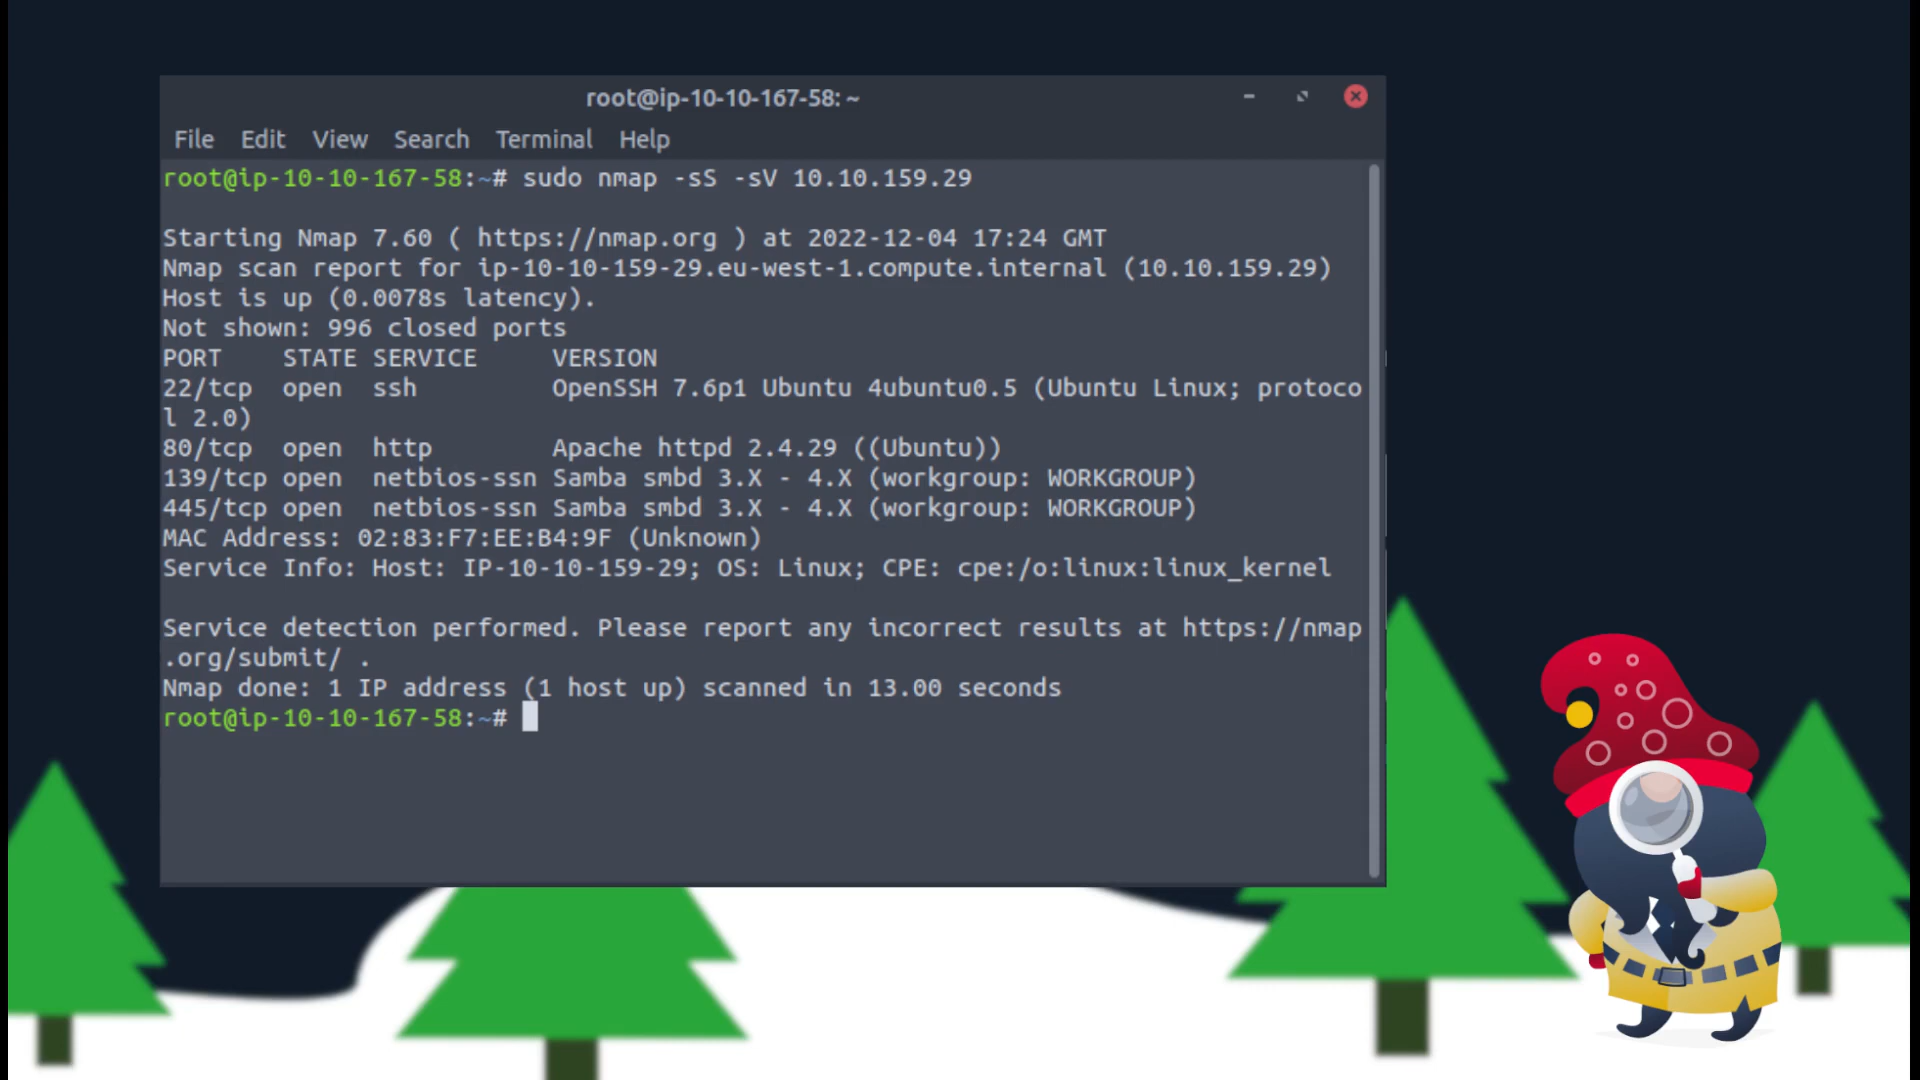 root@ip-10-10-167-58: ~
File Edit View Search Terminal Help
root@ip-10-10-167-58:~# sudo nmap -sS -sV 10.10.159.29
Starting Nmap 7.60 ( https://nmap.org ) at 2022-12-04 17:24 GMT
Nmap scan report for ip-10-10-159-29.eu-west-1.compute.internal (10.10.159.29)
Host is up (0.0078s latency).
Not shown: 996 closed ports
PORT    STATE SERVICE     VERSION
22/tcp  open  ssh         OpenSSH 7.6p1 Ubuntu 4ubuntu0.5 (Ubuntu Linux; protoco
l 2.0)
80/tcp  open  http        Apache httpd 2.4.29 ((Ubuntu))
139/tcp open  netbios-ssn Samba smbd 3.X - 4.X (workgroup: WORKGROUP)
445/tcp open  netbios-ssn Samba smbd 3.X - 4.X (workgroup: WORKGROUP)
MAC Address: 02:83:F7:EE:B4:9F (Unknown)
Service Info: Host: IP-10-10-159-29; OS: Linux; CPE: cpe:/o:linux:linux_kernel
Service detection performed. Please report any incorrect results at https://nmap
.org/submit/ .
Nmap done: 1 IP address (1 host up) scanned in 13.00 seconds
root@ip-10-10-167-58:~#